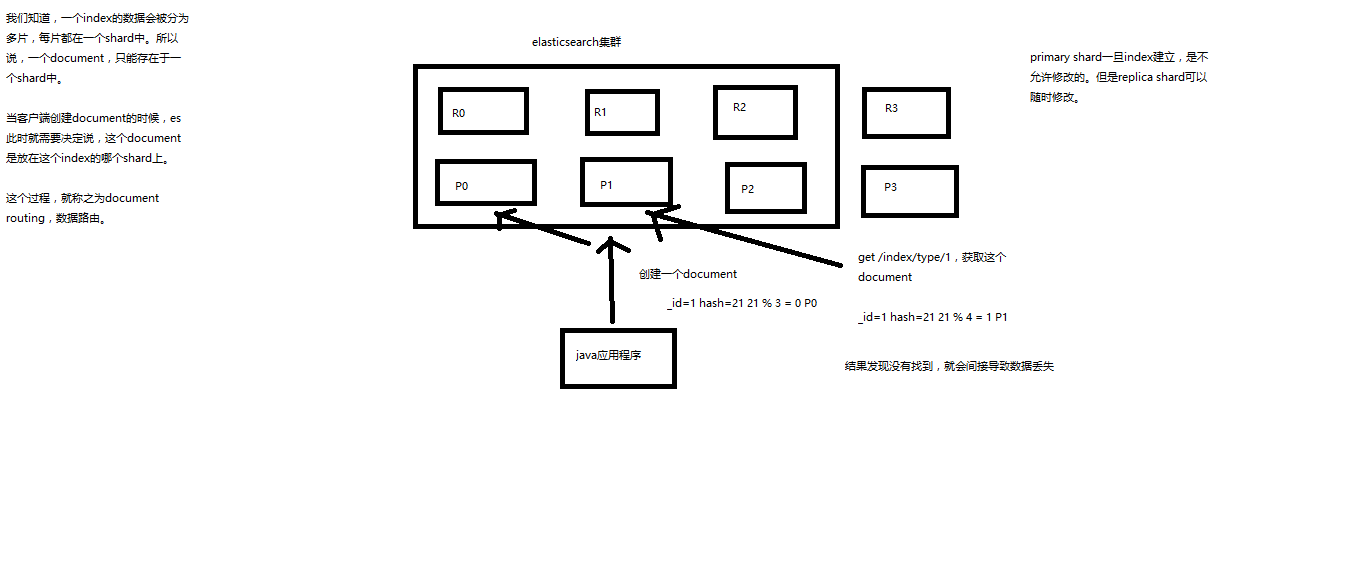 我们知道，一个index的数据会被分为
多片，每片都在一个shard中。所以
说，一个document，只能存在于一
个shard中。
当客户端创建document的时候，es
此时就需要决定说，这个document
是放在这个index的哪个shard上。
这个过程，就称之为document
routing，数据路由。
elasticsearch集群
R0
R1
R2
R3
P0
P1
P2
P3
primary shard一旦index建立，是不
允许修改的。但是replica shard可以
随时修改。
创建一个document
_id=1 hash=21 21 % 3 = 0 P0
java应用程序
get /index/type/1，获取这个
document
_id=1 hash=21 21 % 4 = 1 P1
结果发现没有找到，就会间接导致数据丢失